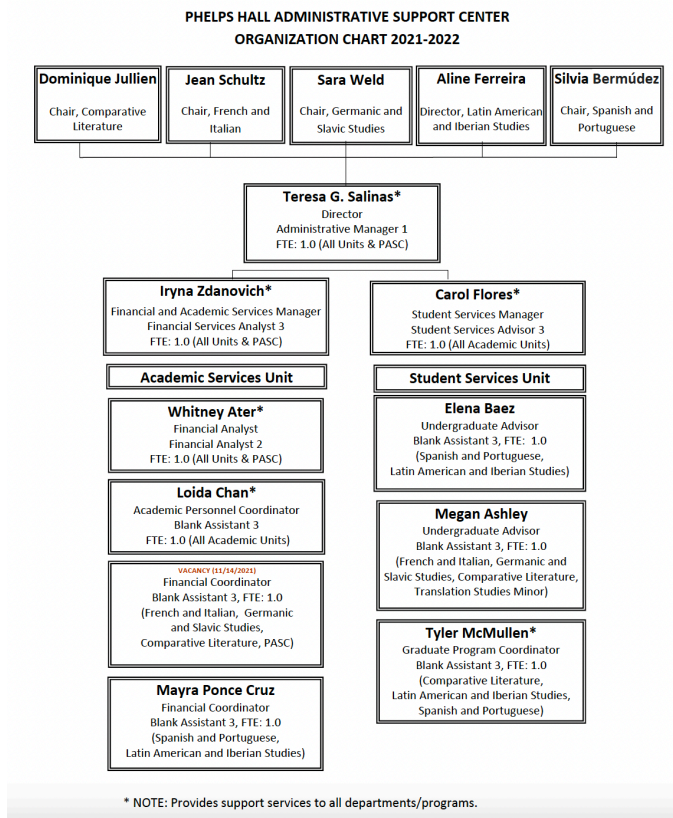 PHELPS HALL ADMINISTRATIVE SUPPORT CENTER
ORGANIZATION CHART 2021-2022
Dominique Jullien
Chair, Comparative
Literature
Jean Schultz
Chair, French and
Italian
Sara Weld
Chair, Germanic and
Slavic Studies
Aline Ferreira
Director, Latin American
and Iberian Studies
Silvia Bermúdez
Chair, Spanish and
Portuguese
Teresa G. Salinas*
Director
Administrative Manager 1
FTE: 1.0 (All Units & PASC)
Iryna Zdanovich*
Financial and Academic Services Manager
Financial Services Analyst 3
FTE: 1.0 (All Units & PASC)
Academic Services Unit
Whitney Ater*
Financial Analyst
Financial Analyst 2
FTE: 1.0 (All Units & PASC)
Loida Chan*
Academic Personnel Coordinator
Blank Assistant 3
FTE: 1.0 (All Academic Units)
VACANCY (11/14/2021)
Financial Coordinator
Blank Assistant 3, FTE: 1.0
(French and Italian, Germanic
and Slavic Studies,
Comparative Literature, PASC)
Mayra Ponce Cruz
Financial Coordinator
Blank Assistant 3, FTE: 1.0
(Spanish and Portuguese,
Latin American and Iberian Studies)
Carol Flores*
Student Services Manager
Student Services Advisor 3
FTE: 1.0 (All Academic Units)
Student Services Unit
Elena Baez
Undergraduate Advisor
Blank Assistant 3, FTE: 1.0
(Spanish and Portuguese,
Latin American and Iberian Studies)
Megan Ashley
Undergraduate Advisor
Blank Assistant 3, FTE: 1.0
(French and Italian, Germanic and
Slavic Studies, Comparative Literature,
Translation Studies Minor)
Tyler McMullen*
Graduate Program Coordinator
Blank Assistant 3, FTE: 1.0
(Comparative Literature,
Latin American and Iberian Studies,
Spanish and Portuguese)
* NOTE: Provides support services to all departments/programs.